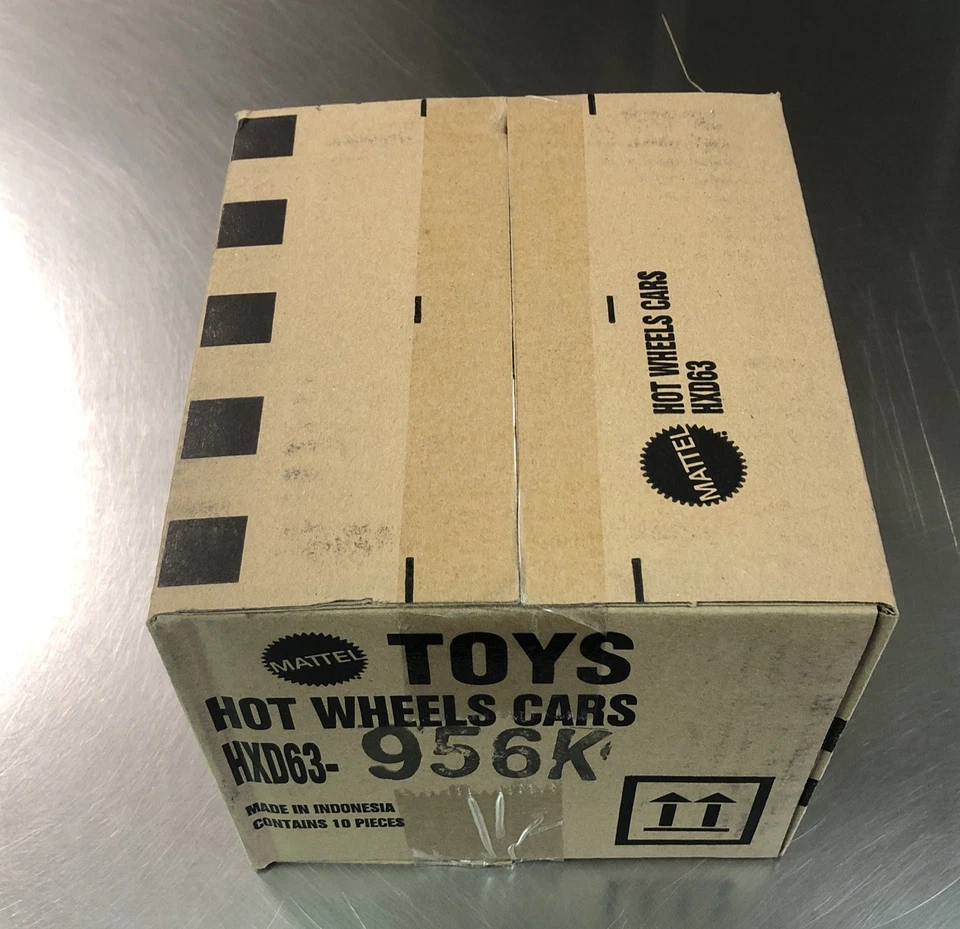 HOT WHEELS CARS
HXD63
MATTEL
MATTEL TOYS
HOT WHEELS CARS
HXD63- 956K
MADE IN INDONESIA
CONTAINS 10 PIECES